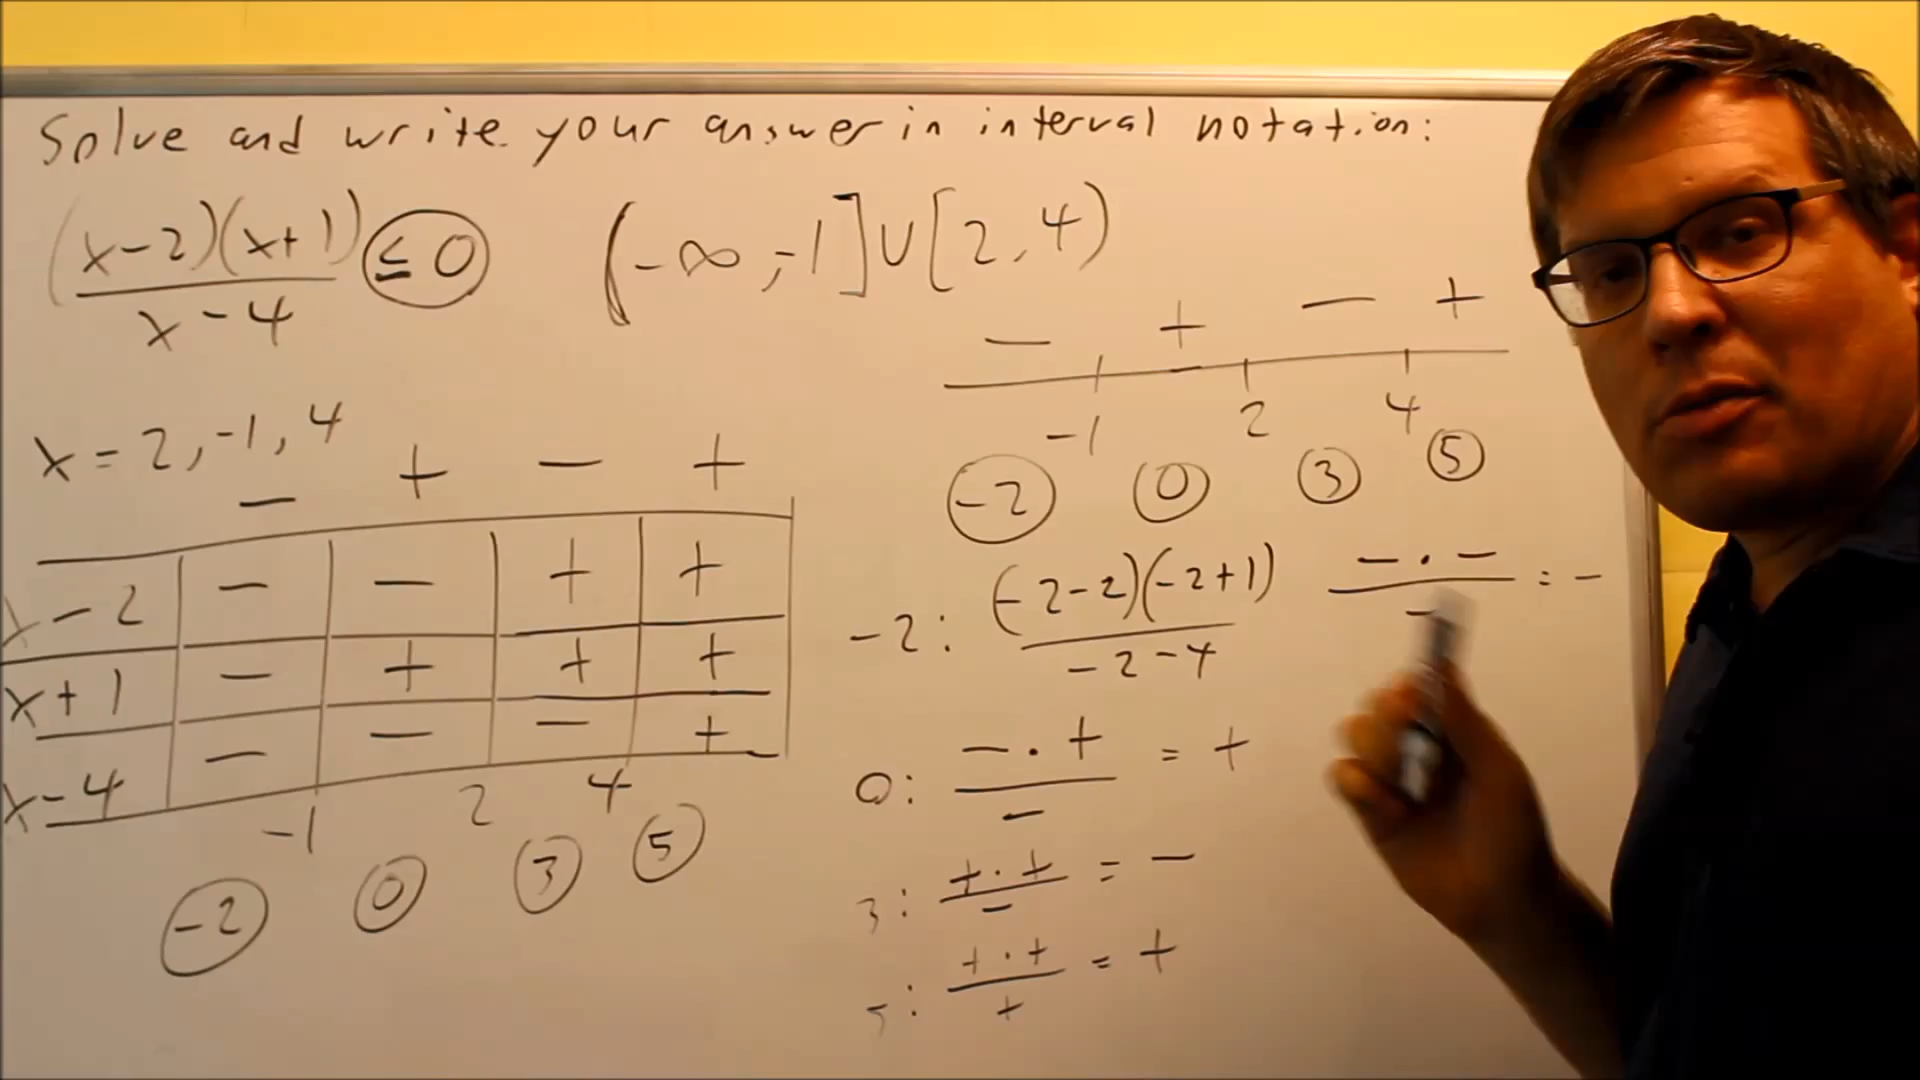 Solve and write your answer in interval notation:
(x-2)(x+1)
x-4
≤ 0
(-∞,-1]∪[2,4)
x = 2,-1,4
- + - +
x-2 - - + +
x+1 - + + +
x-4 - - - +
-1 2 4
-2 0 3 5
- + - +
-1 2 4
-2 0 3 5
-2: (-2-2)(-2+1)
-2-4
-·-
-
= -
0: -·+
-
= +
3: +·+
-
= -
5: +·+
+
= +